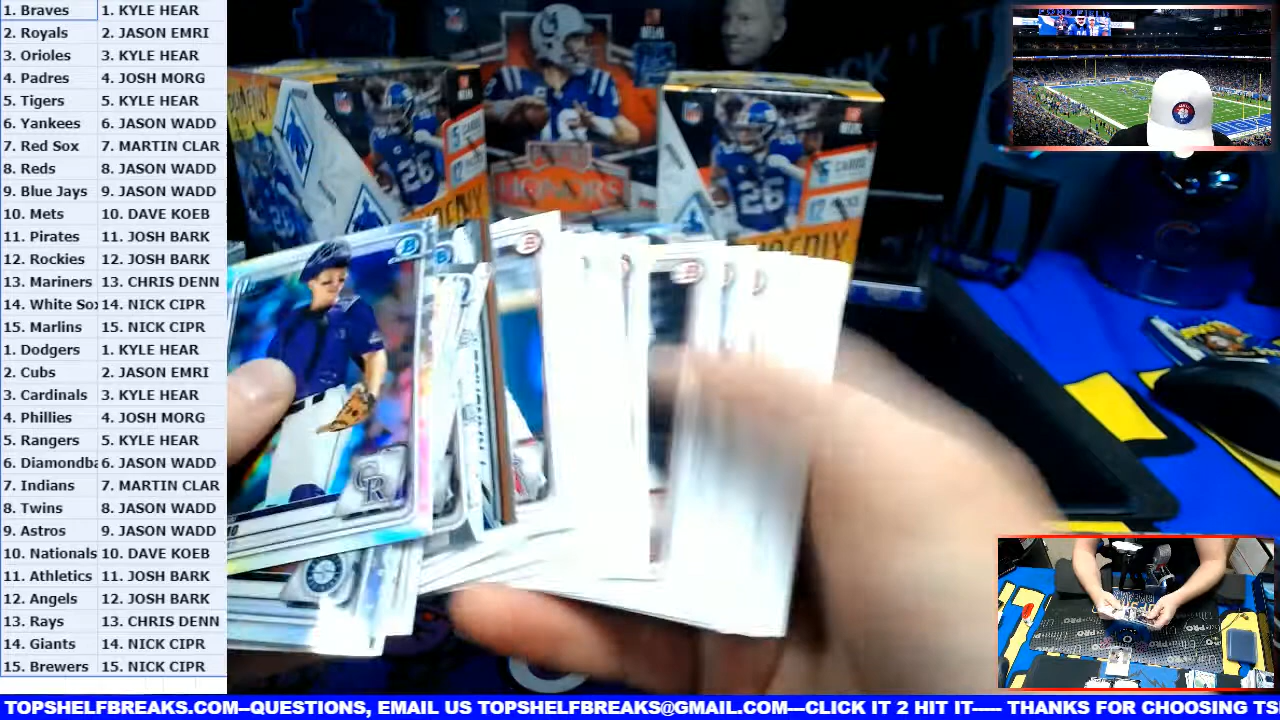 1. Braves 1. KYLE HEAR
2. Royals 2. JASON EMRI
3. Orioles 3. KYLE HEAR
4. Padres 4. JOSH MORG
5. Tigers 5. KYLE HEAR
6. Yankees 6. JASON WADD
7. Red Sox 7. MARTIN CLAR
8. Reds 8. JASON WADD
9. Blue Jays 9. JASON WADD
10. Mets 10. DAVE KOEB
11. Pirates 11. JOSH BARK
12. Rockies 12. JOSH BARK
13. Mariners 13. CHRIS DENN
14. White Sox 14. NICK CIPR
15. Marlins 15. NICK CIPR
1. Dodgers 1. KYLE HEAR
2. Cubs 2. JASON EMRI
3. Cardinals 3. KYLE HEAR
4. Phillies 4. JOSH MORG
5. Rangers 5. KYLE HEAR
6. Diamondba 6. JASON WADD
7. Indians 7. MARTIN CLAR
8. Twins 8. JASON WADD
9. Astros 9. JASON WADD
10. Nationals 10. DAVE KOEB
11. Athletics 11. JOSH BARK
12. Angels 12. JOSH BARK
13. Rays 13. CHRIS DENN
14. Giants 14. NICK CIPR
15. Brewers 15. NICK CIPR
HONORS
26
26
CR
TOPSHELFBREAKS.COM--QUESTIONS, EMAIL US TOPSHELFBREAKS@GMAIL.COM---CLICK IT 2 HIT IT----- THANKS FOR CHOOSING TS